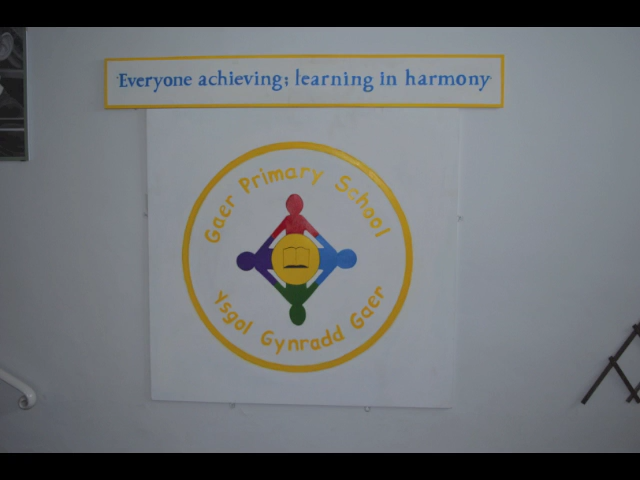 Everyone achieving; learning in harmony
Gaer Primary School
Ysgol Gynradd Gaer